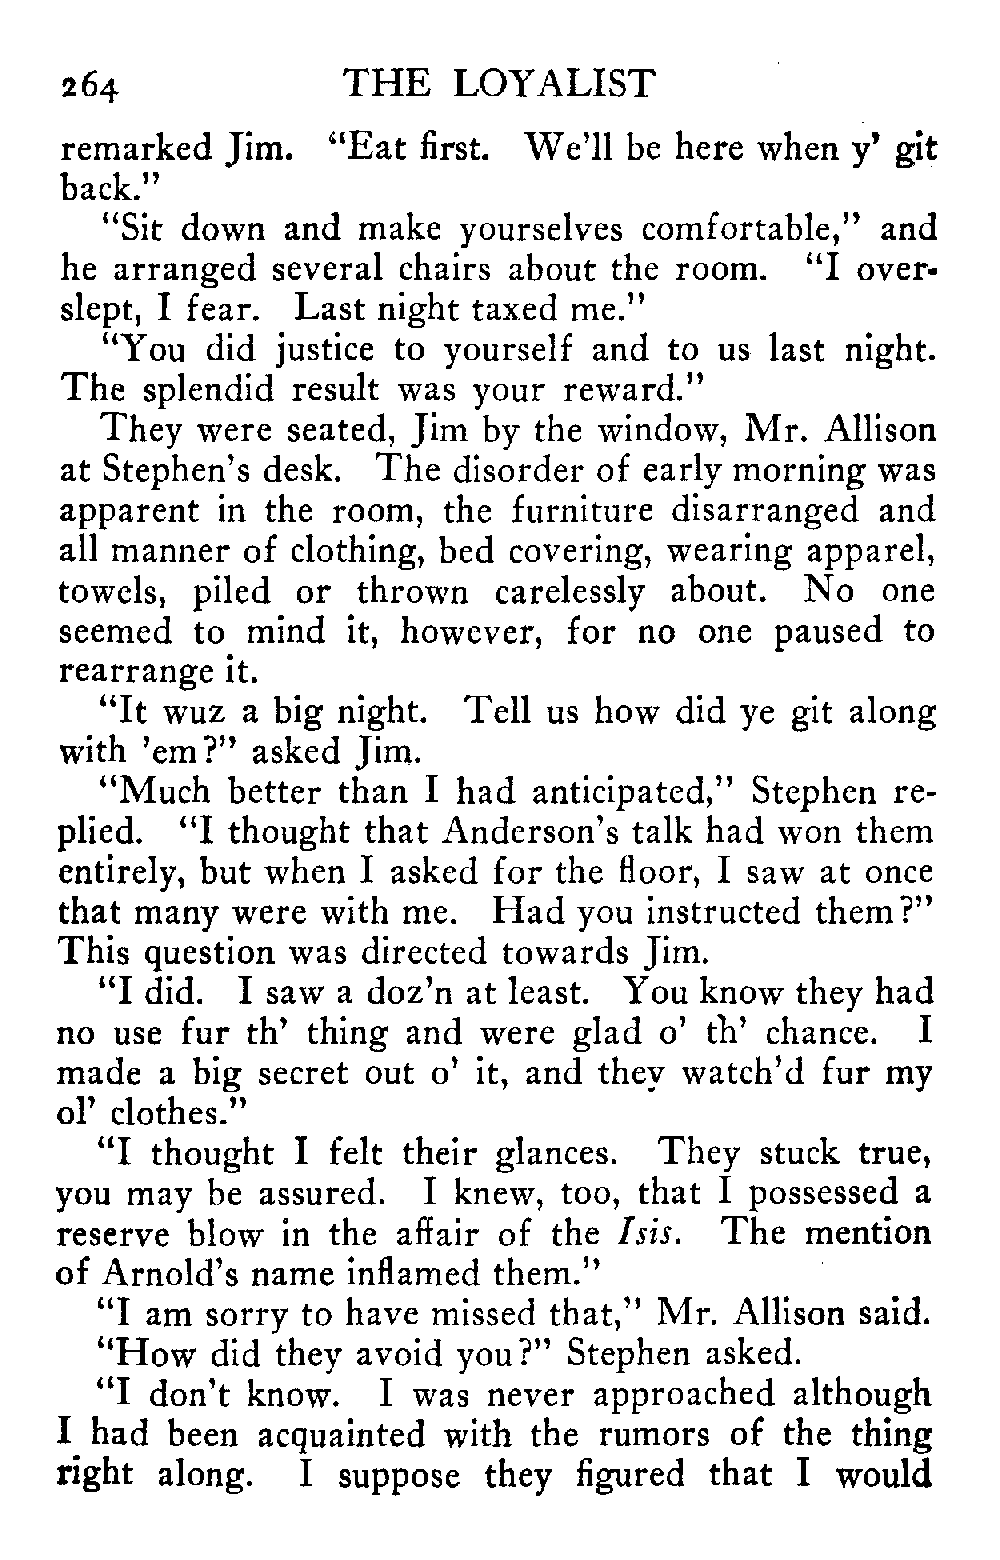 264 THE LOYALIST
remarked Jim. "Eat first. We'll be here when y' git
back."
"Sit down and make yourselves comfortable," and
he arranged several chairs about the room. "I over-
slept, I fear. Last night taxed me."
"You did justice to yourself and to us last night.
The splendid result was your reward."
They were seated, Jim by the window, Mr. Allison
at Stephen's desk. The disorder of early morning was
apparent in the room, the furniture disarranged and
all manner of clothing, bed covering, wearing apparel,
towels, piled or thrown carelessly about. No one
seemed to mind it, however, for no one paused to
rearrange it.
"It wuz a big night. Tell us how did ye git along
with 'em?" asked Jim.
"Much better than I had anticipated," Stephen re-
plied. "I thought that Anderson's talk had won them
entirely, but when I asked for the floor, I saw at once
that many were with me. Had you instructed them?"
This question was directed towards Jim.
"I did. I saw a doz'n at least. You know they had
no use fur th' thing and were glad o' th' chance. I
made a big secret out o' it, and they watch'd fur my
ol' clothes."
"I thought I felt their glances. They stuck true,
you may be assured. I knew, too, that I possessed a
reserve blow in the affair of the Isis. The mention
of Arnold's name inflamed them."
"I am sorry to have missed that," Mr. Allison said.
"How did they avoid you?" Stephen asked.
"I don't know. I was never approached although
I had been acquainted with the rumors of the thing
right along. I suppose they figured that I would